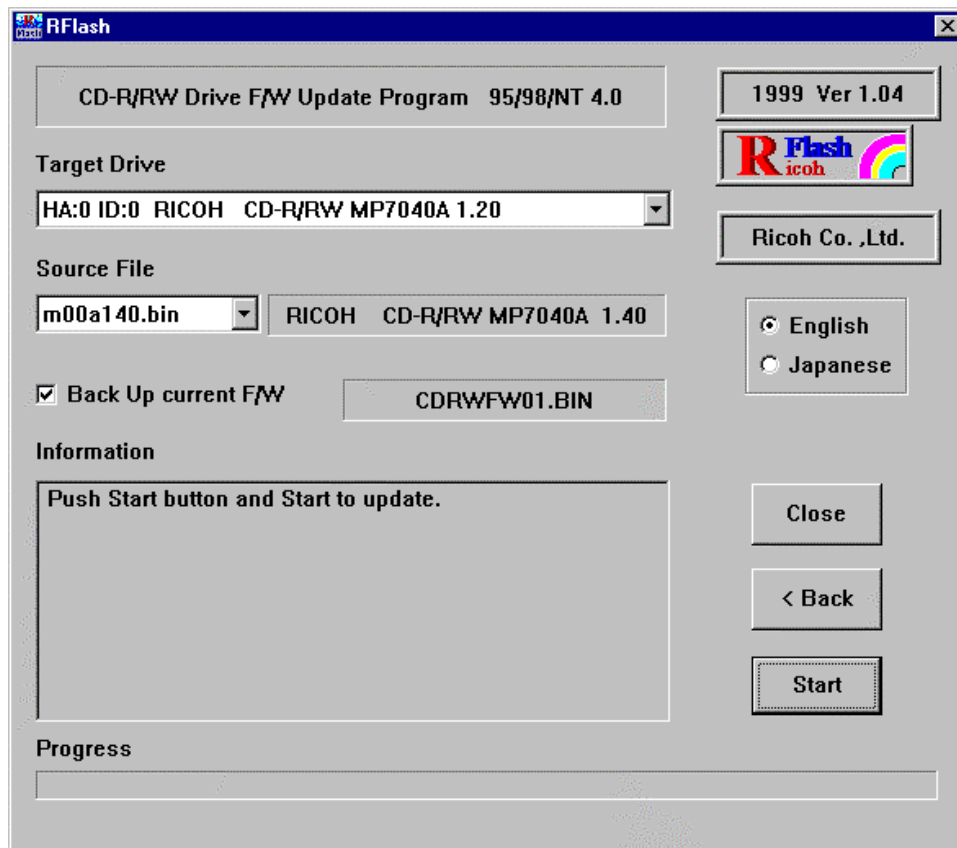 RFlash
CD-R/RW Drive F/W Update Program 95/98/NT 4.0
1999 Ver 1.04
R Flash
icoh
Target Drive
HA:0 ID:0 RICOH CD-R/RW MP7040A 1.20
Ricoh Co. ,Ltd.
Source File
m00a140.bin
RICOH CD-R/RW MP7040A 1.40
English
Japanese
Back Up current F/W
CDRWFW01.BIN
Information
Push Start button and Start to update.
Close
< Back
Start
Progress